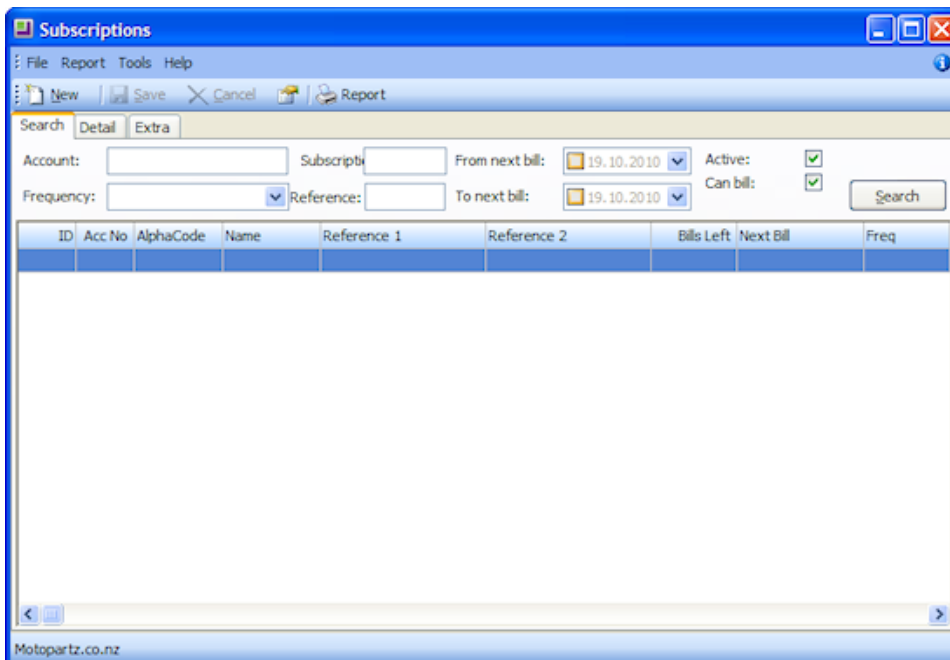 Subscriptions
File Report Tools Help
New Save Cancel Report
Search Detail Extra
Account: Subscripti From next bill: 19.10.2010 Active:
Frequency: Reference: To next bill: 19.10.2010 Can bill: Search
ID Acc No AlphaCode Name Reference 1 Reference 2 Bills Left Next Bill Freq
Motopartz.co.nz